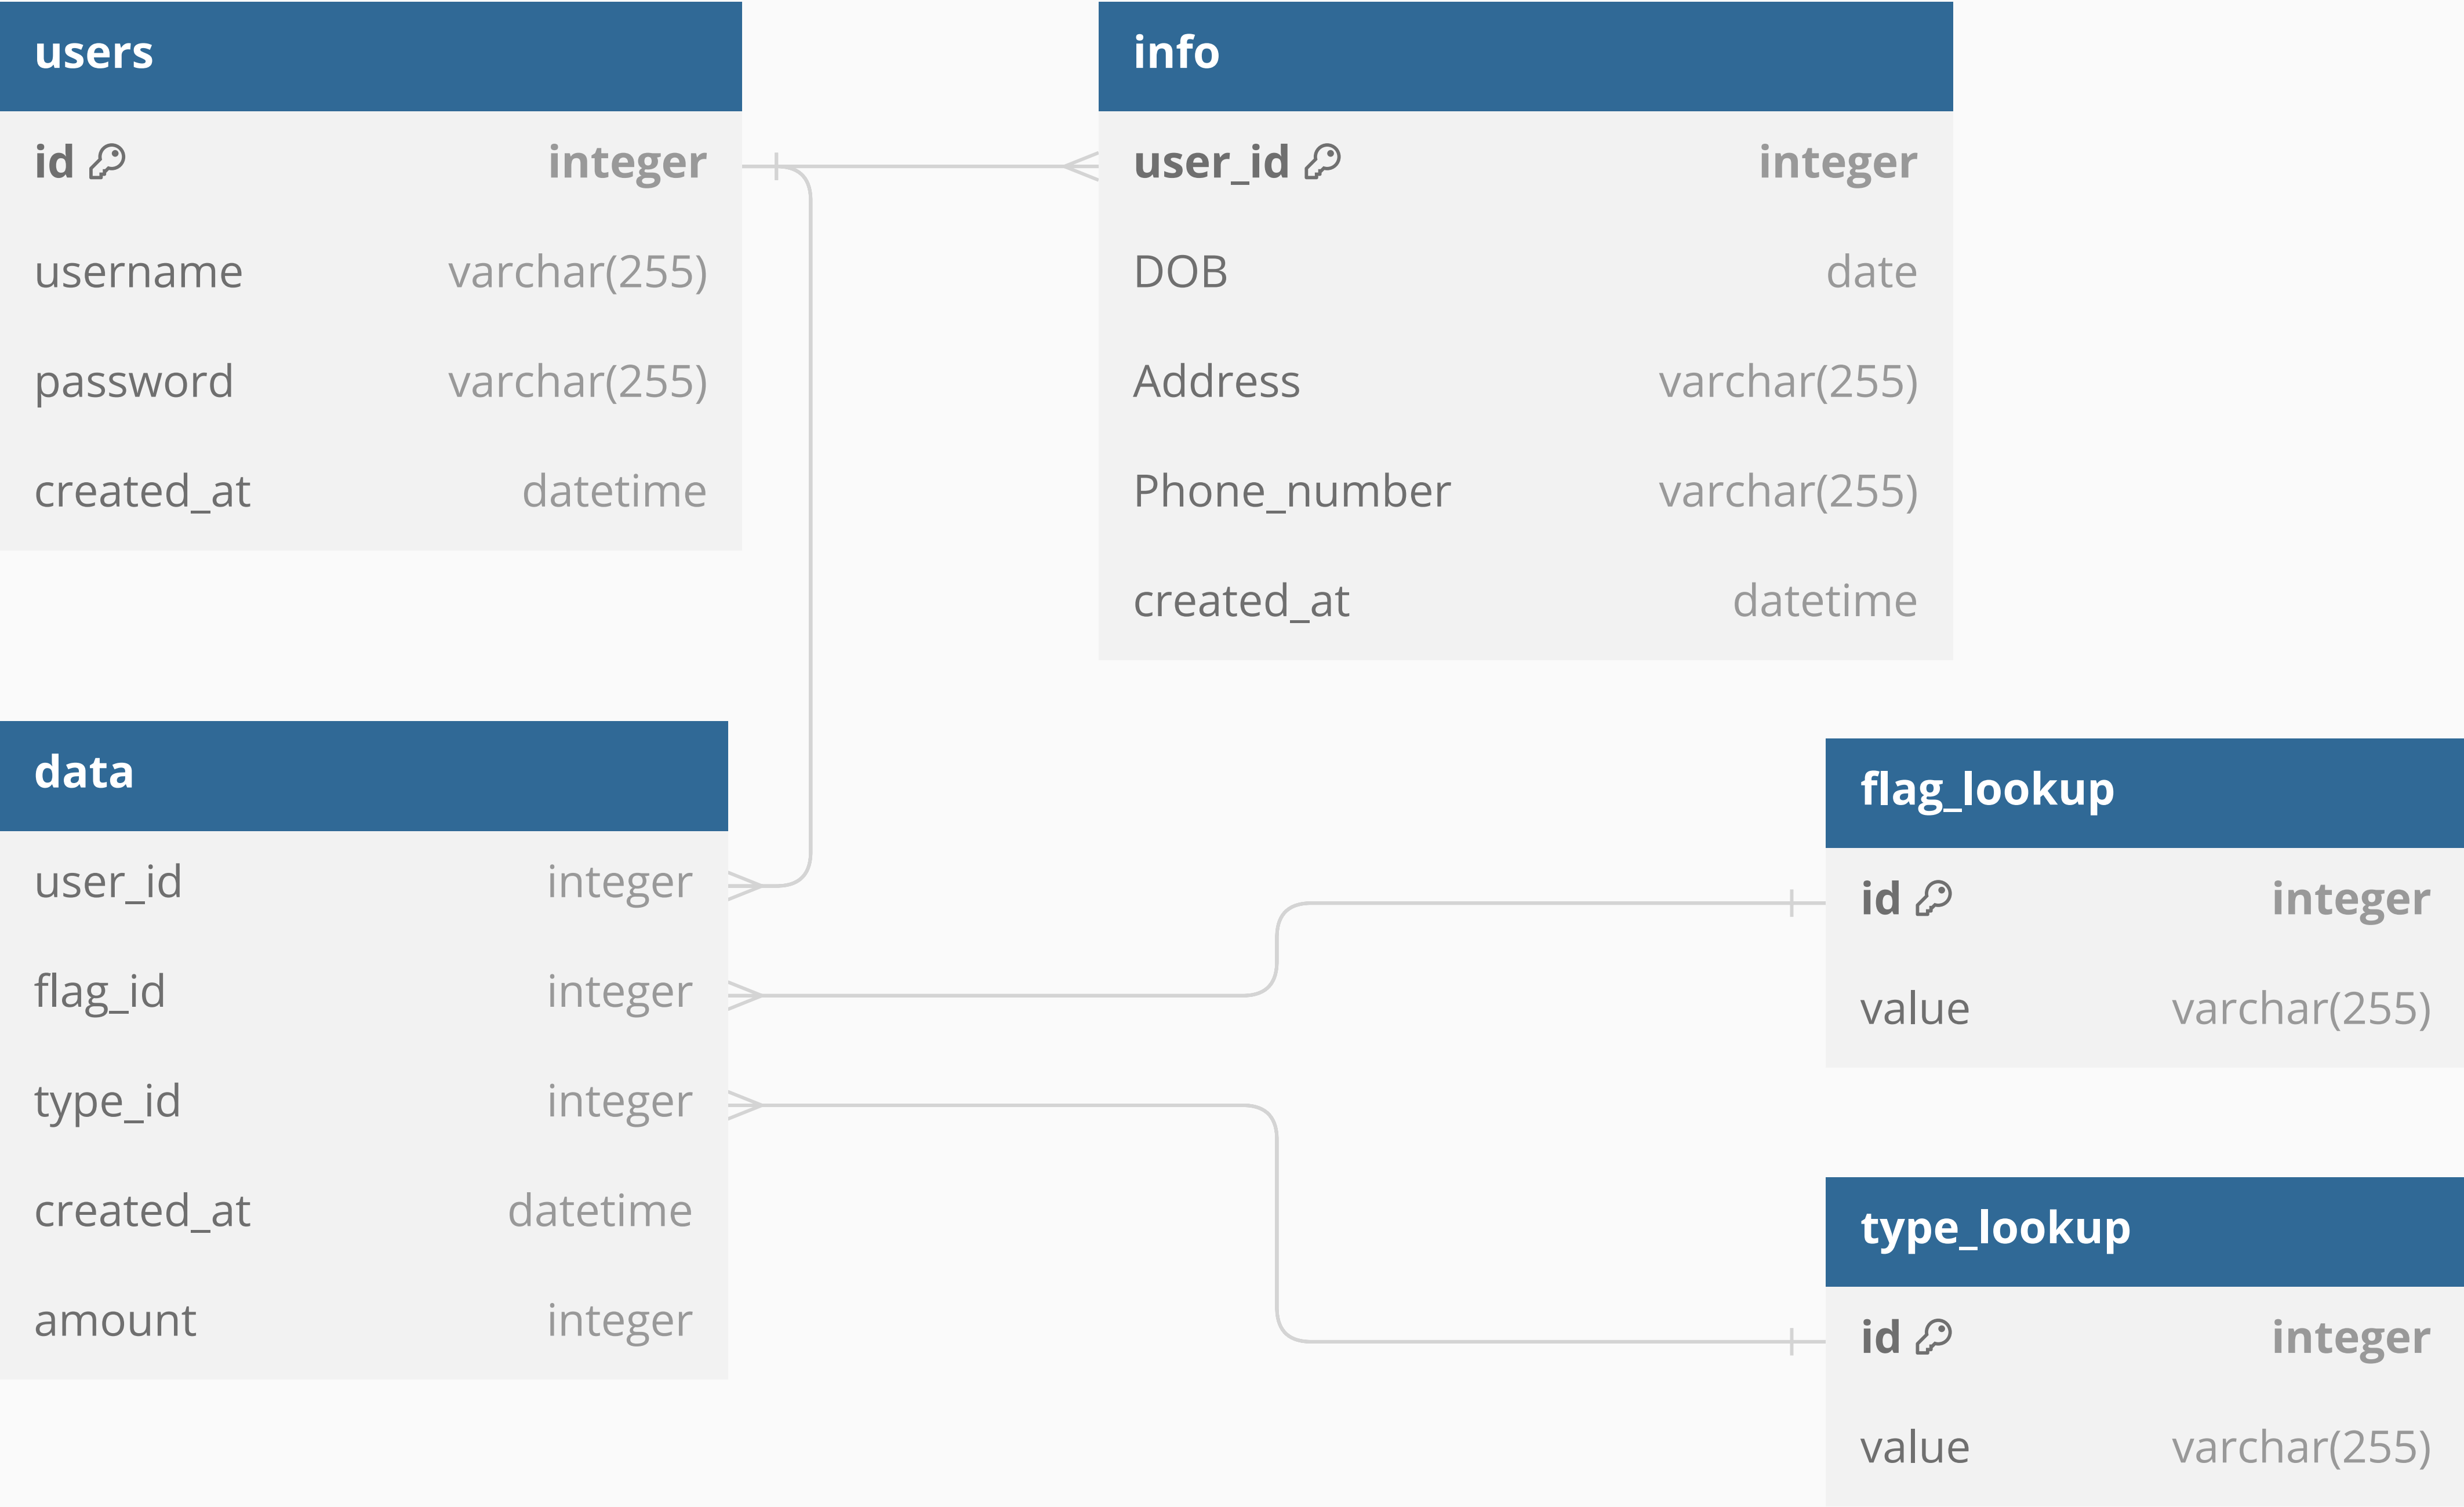 users
id integer
username varchar(255)
password varchar(255)
created_at datetime
info
user_id integer
DOB date
Address varchar(255)
Phone_number varchar(255)
created_at datetime
data
user_id integer
flag_id integer
type_id integer
created_at datetime
amount integer
flag_lookup
id integer
value varchar(255)
type_lookup
id integer
value varchar(255)